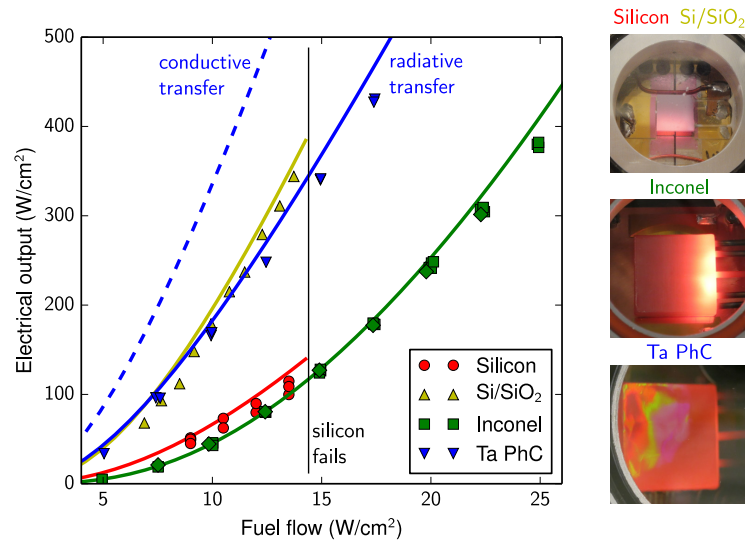 Silicon Si/SiO₂
500
400
300
200
100
0
Electrical output (W/cm²)
conductive
transfer
radiative
transfer
silicon
fails
Silicon
Si/SiO₂
Inconel
Ta PhC
5
10
15
20
25
Fuel flow (W/cm²)
Inconel
Ta PhC